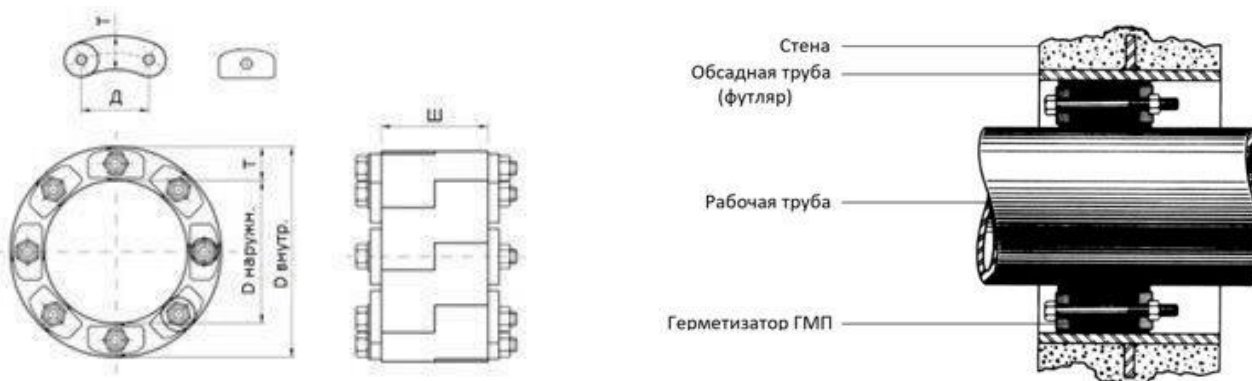 Т
Д
Т
D наружн.
D внутр.
Ш
Стена
Обсадная труба
(футляр)
Рабочая труба
Герметизатор ГМП